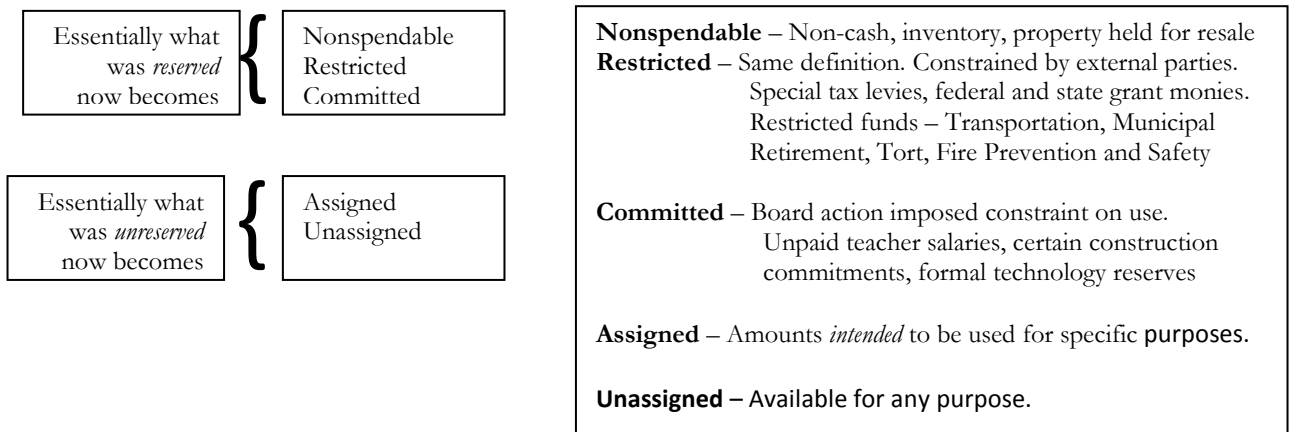 Essentially what
was reserved
now becomes
{
Nonspendable
Restricted
Committed
Essentially what
was unreserved
now becomes
{
Assigned
Unassigned
Nonspendable – Non-cash, inventory, property held for resale
Restricted – Same definition. Constrained by external parties.
Special tax levies, federal and state grant monies.
Restricted funds – Transportation, Municipal
Retirement, Tort, Fire Prevention and Safety
Committed – Board action imposed constraint on use.
Unpaid teacher salaries, certain construction
commitments, formal technology reserves
Assigned – Amounts intended to be used for specific purposes.
Unassigned – Available for any purpose.